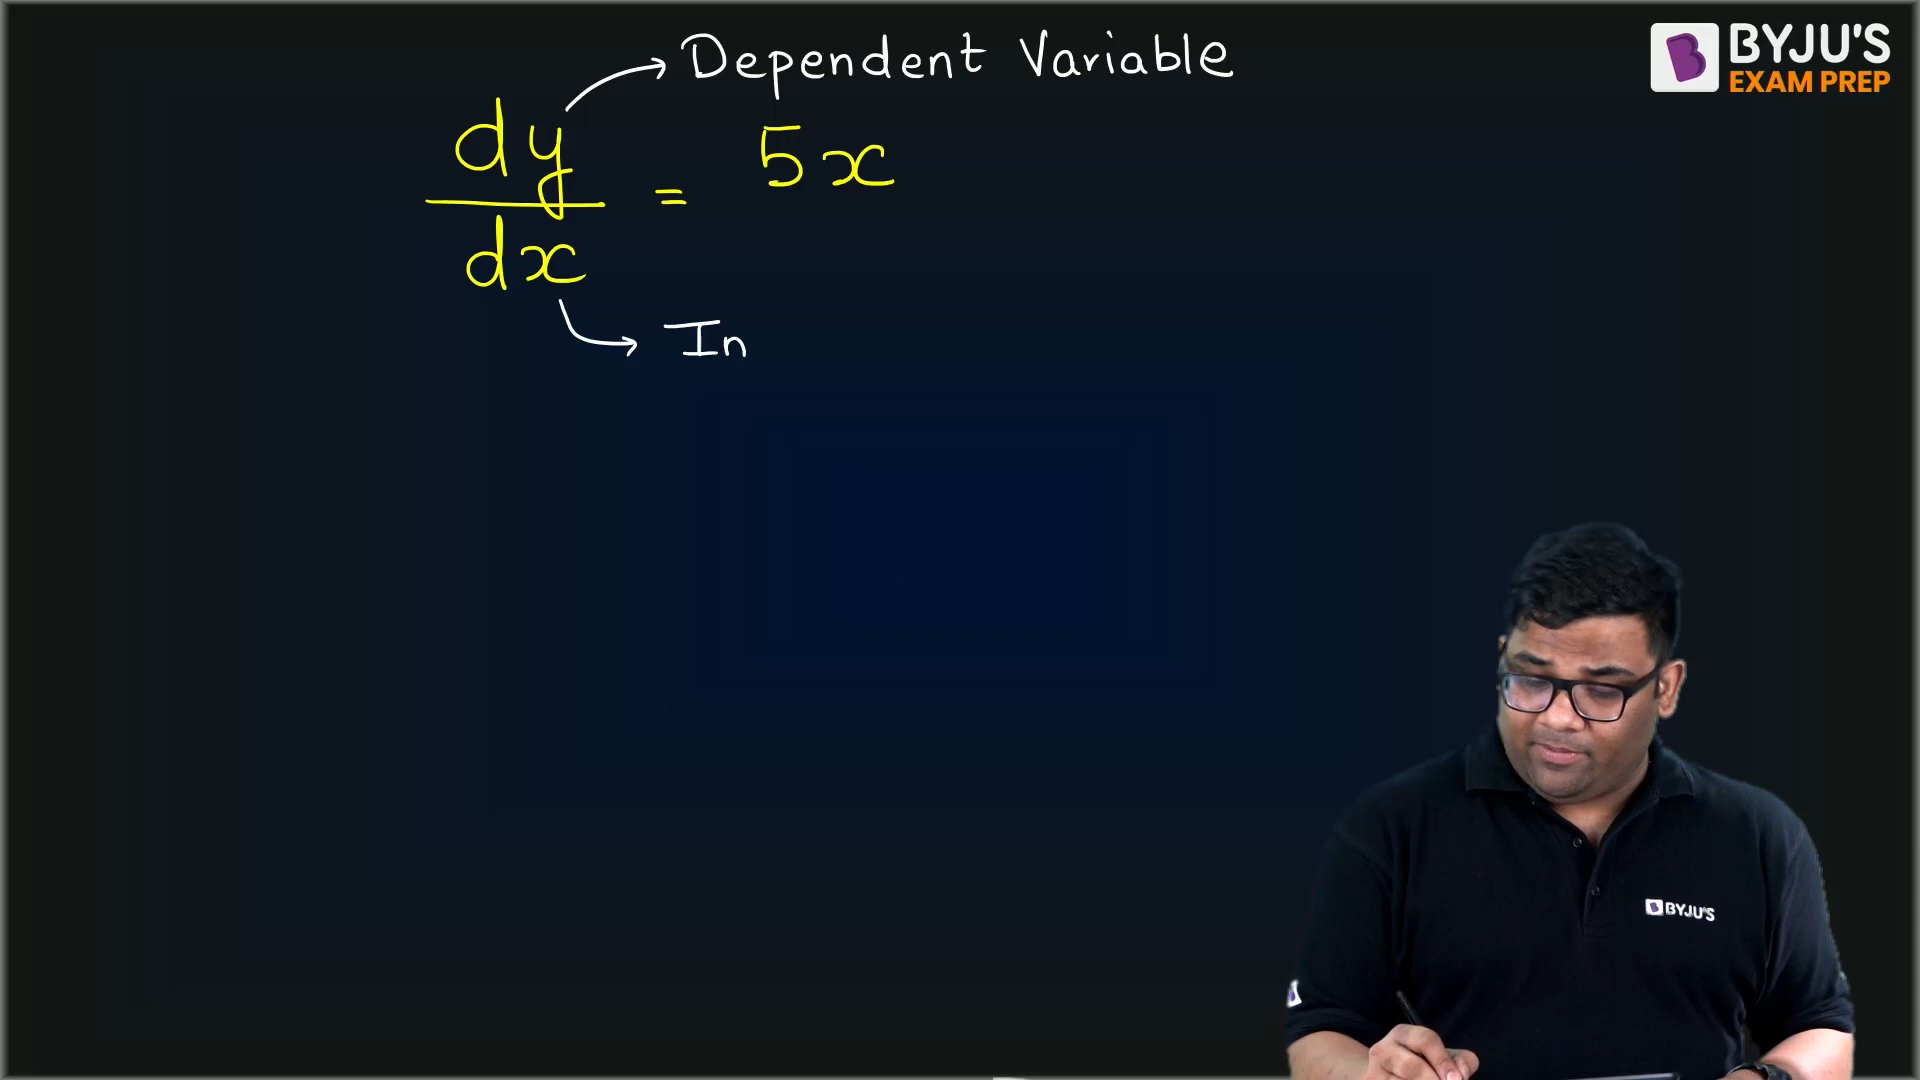 Dependent Variable
dy/dx = 5x
In
BYJU'S
EXAM PREP
BYJU'S